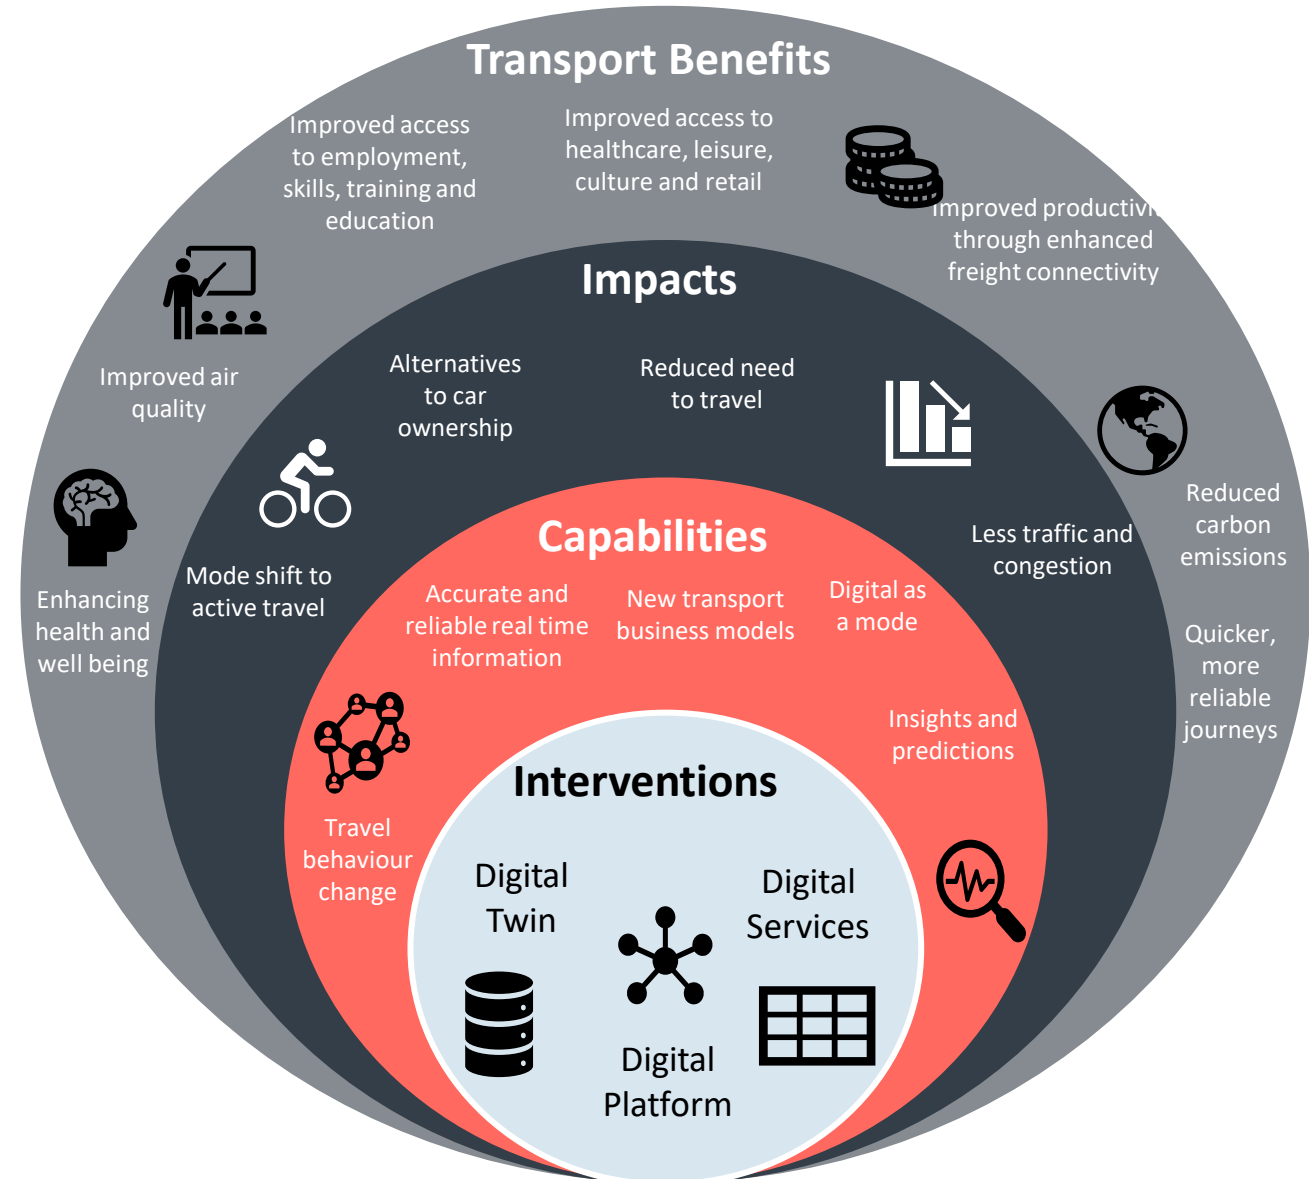 Transport Benefits
Improved access
to employment,
skills, training and
education
Improved access to
healthcare, leisure,
culture and retail
Improved productivi
through enhanced
freight connectivity
Improved air
quality
Enhancing
health and
well being
Reduced
carbon
emissions
Quicker,
more
reliable
journeys
Impacts
Alternatives
to car
ownership
Reduced need
to travel
Mode shift to
active travel
Less traffic and
congestion
Capabilities
Accurate and
reliable real time
information
New transport
business models
Digital as
a mode
Insights and
predictions
Travel
behaviour
change
Interventions
Digital
Twin
Digital
Services
Digital
Platform